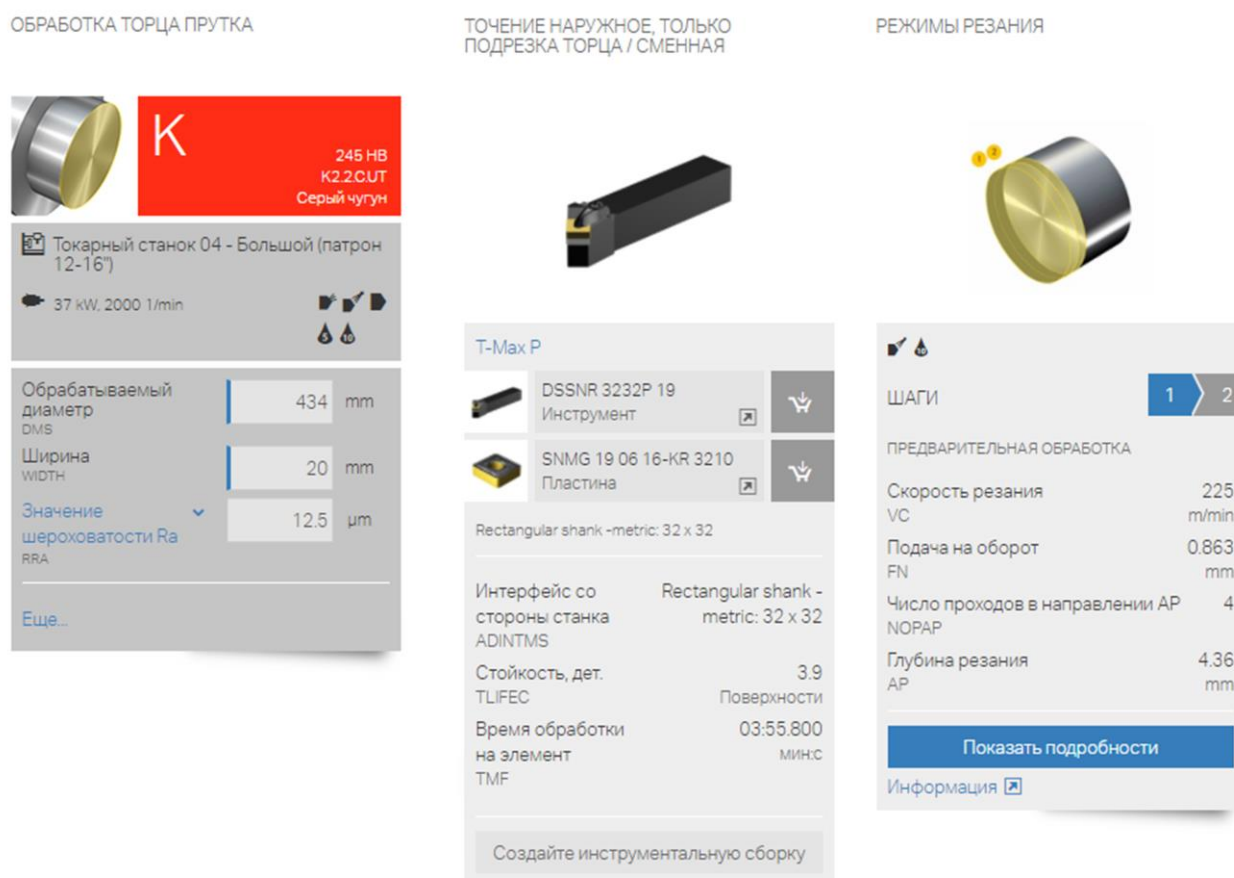 ОБРАБОТКА ТОРЦА ПРУТКА
K
245 HB
K2.2.C.UT
Серый чугун
Токарный станок 04 - Большой (патрон
12-16")
37 kW, 2000 1/min
5 10
Обрабатываемый
диаметр
434 mm
DMS
Ширина
20 mm
WIDTH
Значение
шероховатости Ra
12.5 µm
RRA
Еще...
ТОЧЕНИЕ НАРУЖНОЕ, ТОЛЬКО
ПОДРЕЗКА ТОРЦА / СМЕННАЯ
T-Max P
DSSNR 3232P 19
Инструмент
SNMG 19 06 16-KR 3210
Пластина
Rectangular shank -metric: 32 x 32
Интерфейс со Rectangular shank -
стороны станка metric: 32 x 32
ADINTMS
Стойкость, дет. 3.9
TLIFEC Поверхности
Время обработки 03:55.800
на элемент мин:с
TMF
Создайте инструментальную сборку
РЕЖИМЫ РЕЗАНИЯ
1 2
10
ШАГИ 1 2
ПРЕДВАРИТЕЛЬНАЯ ОБРАБОТКА
Скорость резания 225
VC m/min
Подача на оборот 0.863
FN mm
Число проходов в направлении AP 4
NOPAP
Глубина резания 4.36
AP mm
Показать подробности
Информация